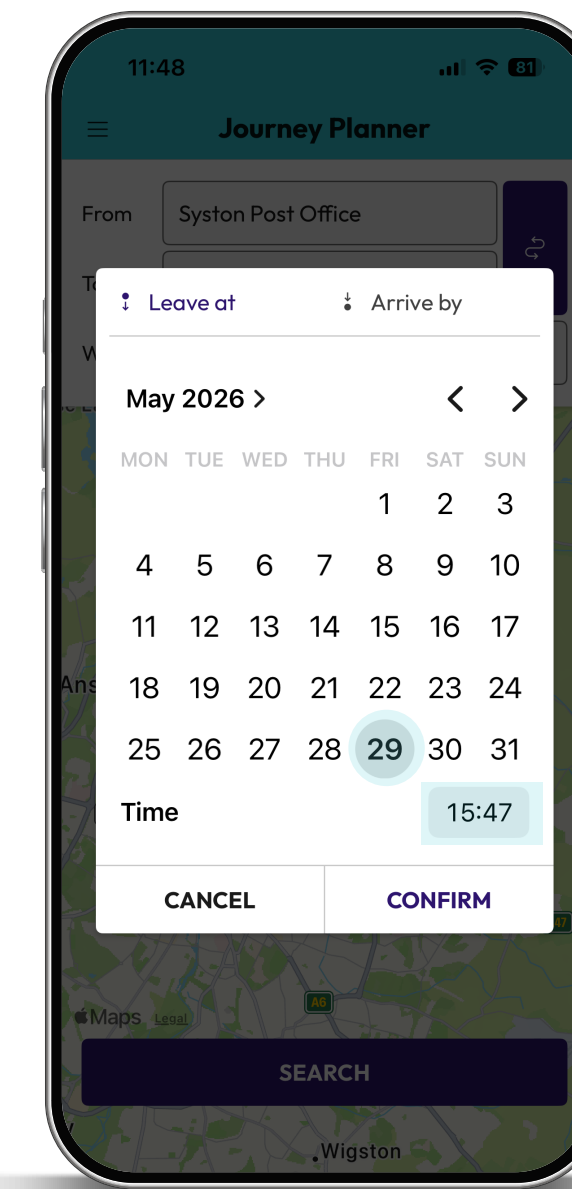 11:48 81
Journey Planner
From Syston Post Office
Leave at Arrive by
May 2026
MON TUE WED THU FRI SAT SUN
1 2 3
4 5 6 7 8 9 10
11 12 13 14 15 16 17
18 19 20 21 22 23 24
25 26 27 28 29 30 31
Time 15:47
CANCEL CONFIRM
A6
Maps Legal
SEARCH
Wigston